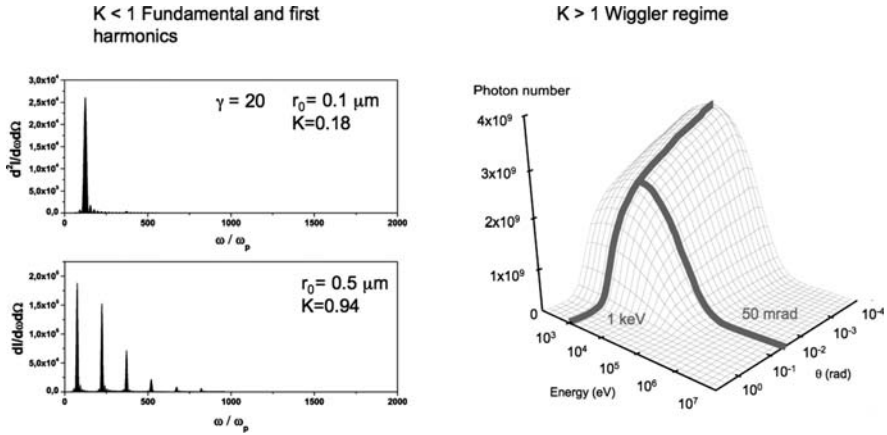 K < 1 Fundamental and first
harmonics
3,0x10⁴
2,5x10⁴
2,0x10⁴
1,5x10⁴
1,0x10⁴
5,0x10³
0,0
d²I/dωdΩ
γ = 20 r₀= 0.1 μm
K=0.18
0 500 1000 1500 2000
ω / ωₚ
2,0x10⁵
1,5x10⁵
1,0x10⁵
5,0x10⁴
0,0
dI/dωdΩ
r₀= 0.5 μm
K=0.94
0 500 1000 1500 2000
ω / ωₚ
K > 1 Wiggler regime
Photon number
4x10⁹
3x10⁹
2x10⁹
1x10⁹
0
1 keV
50 mrad
10³
10⁴
10⁵
10⁶
10⁷
Energy (eV)
10⁰
10⁻¹
10⁻²
10⁻³
10⁻⁴
θ (rad)